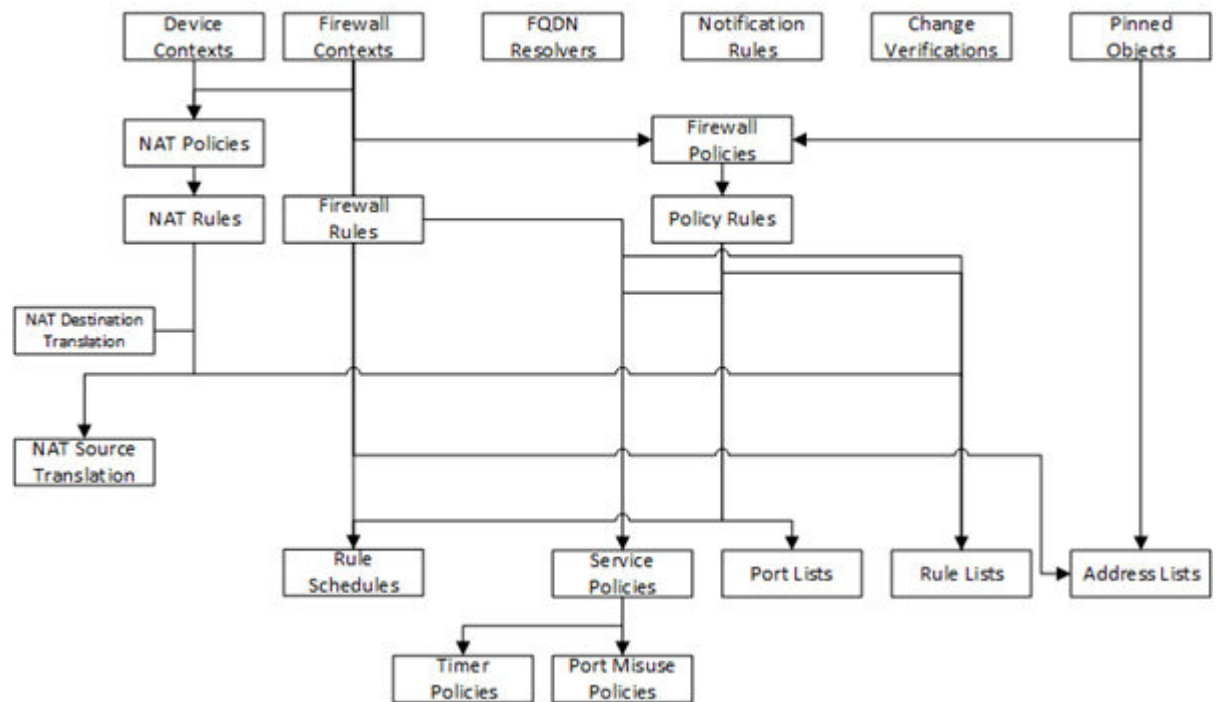 Device
Contexts
Firewall
Contexts
FQDN
Resolvers
Notification
Rules
Change
Verifications
Pinned
Objects
NAT Policies
Firewall
Policies
NAT Rules
Firewall
Rules
Policy Rules
NAT Destination
Translation
NAT Source
Translation
Rule
Schedules
Service
Policies
Port Lists
Rule Lists
Address Lists
Timer
Policies
Port Misuse
Policies